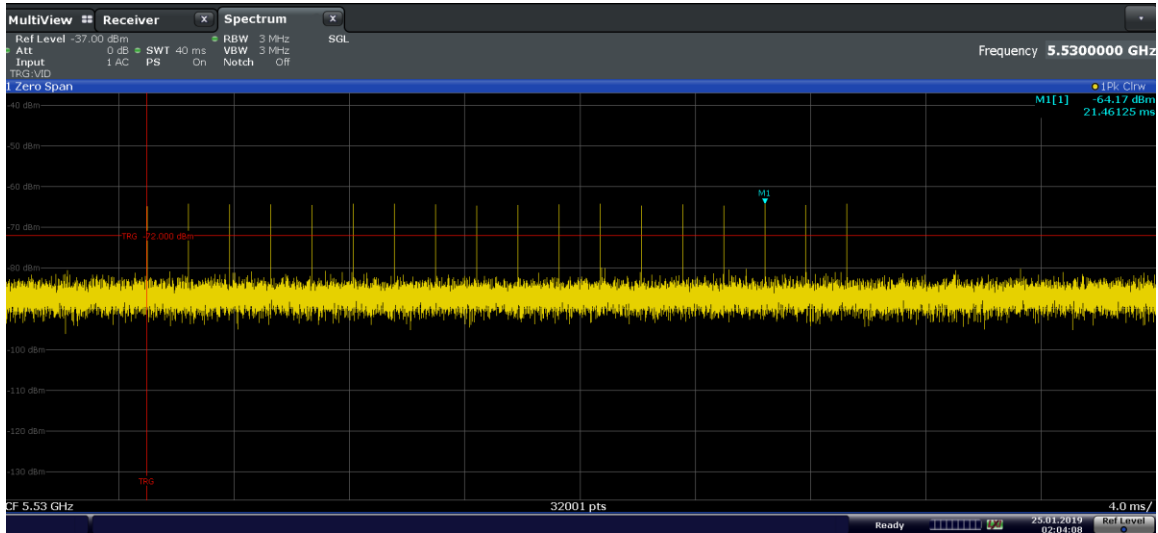 MultiView Receiver X Spectrum X
Ref Level -37.00 dBm RBW 3 MHz SGL
Att 0 dB SWT 40 ms VBW 3 MHz
Input 1 AC PS On Notch Off
Frequency 5.5300000 GHz
TRG:VID
1 Zero Span 1Pk Clrw
M1[1] -64.17 dBm
21.46125 ms
-40 dBm
-50 dBm
-60 dBm
M1
-70 dBm
TRG -72.000 dBm
-80 dBm
-100 dBm
-110 dBm
-120 dBm
-130 dBm
TRG
CF 5.53 GHz 32001 pts 4.0 ms/
Ready 25.01.2019 Ref Level
02:04:08